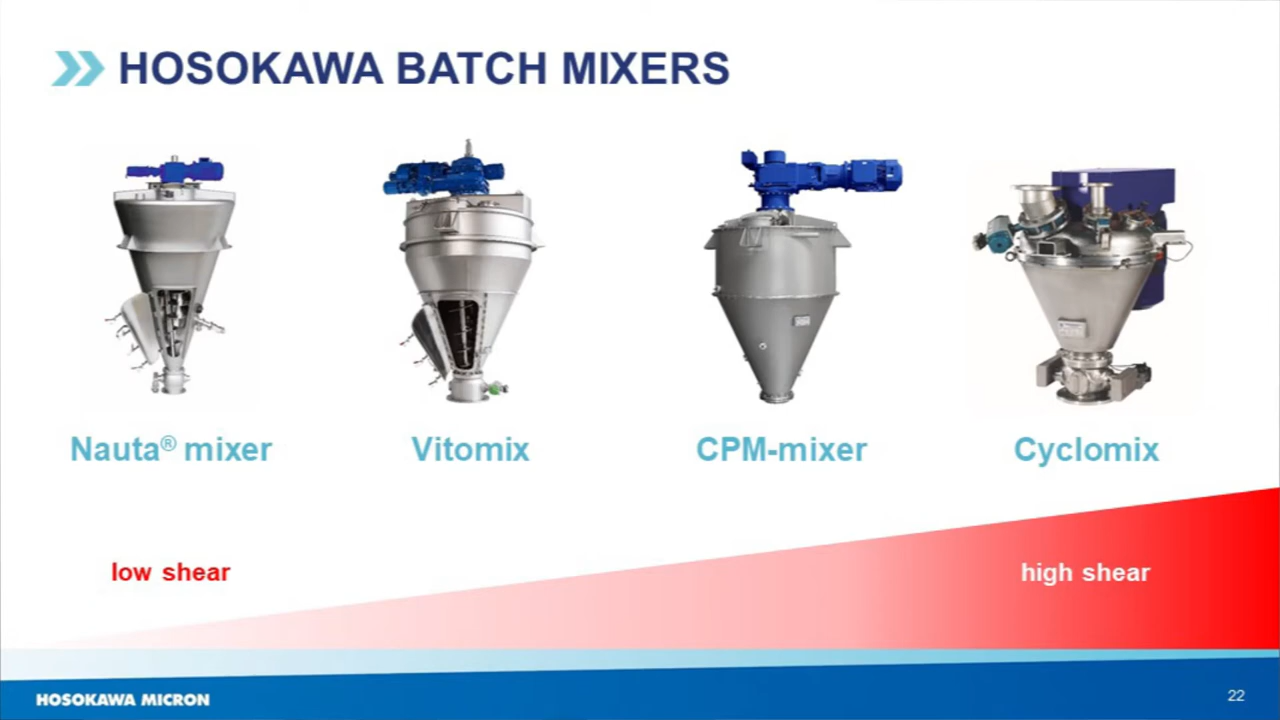 HOSOKAWA BATCH MIXERS
Nauta® mixer
Vitomix
CPM-mixer
Cyclomix
low shear
high shear
HOSOKAWA MICRON
22